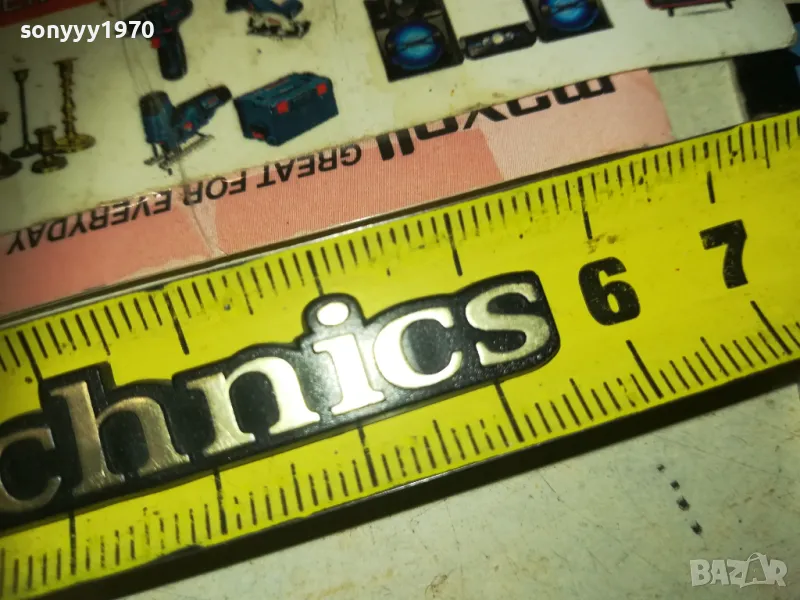 sonyyy1970
maxell GREAT FOR EVERYDAY
chnics 6 7
BAZAR